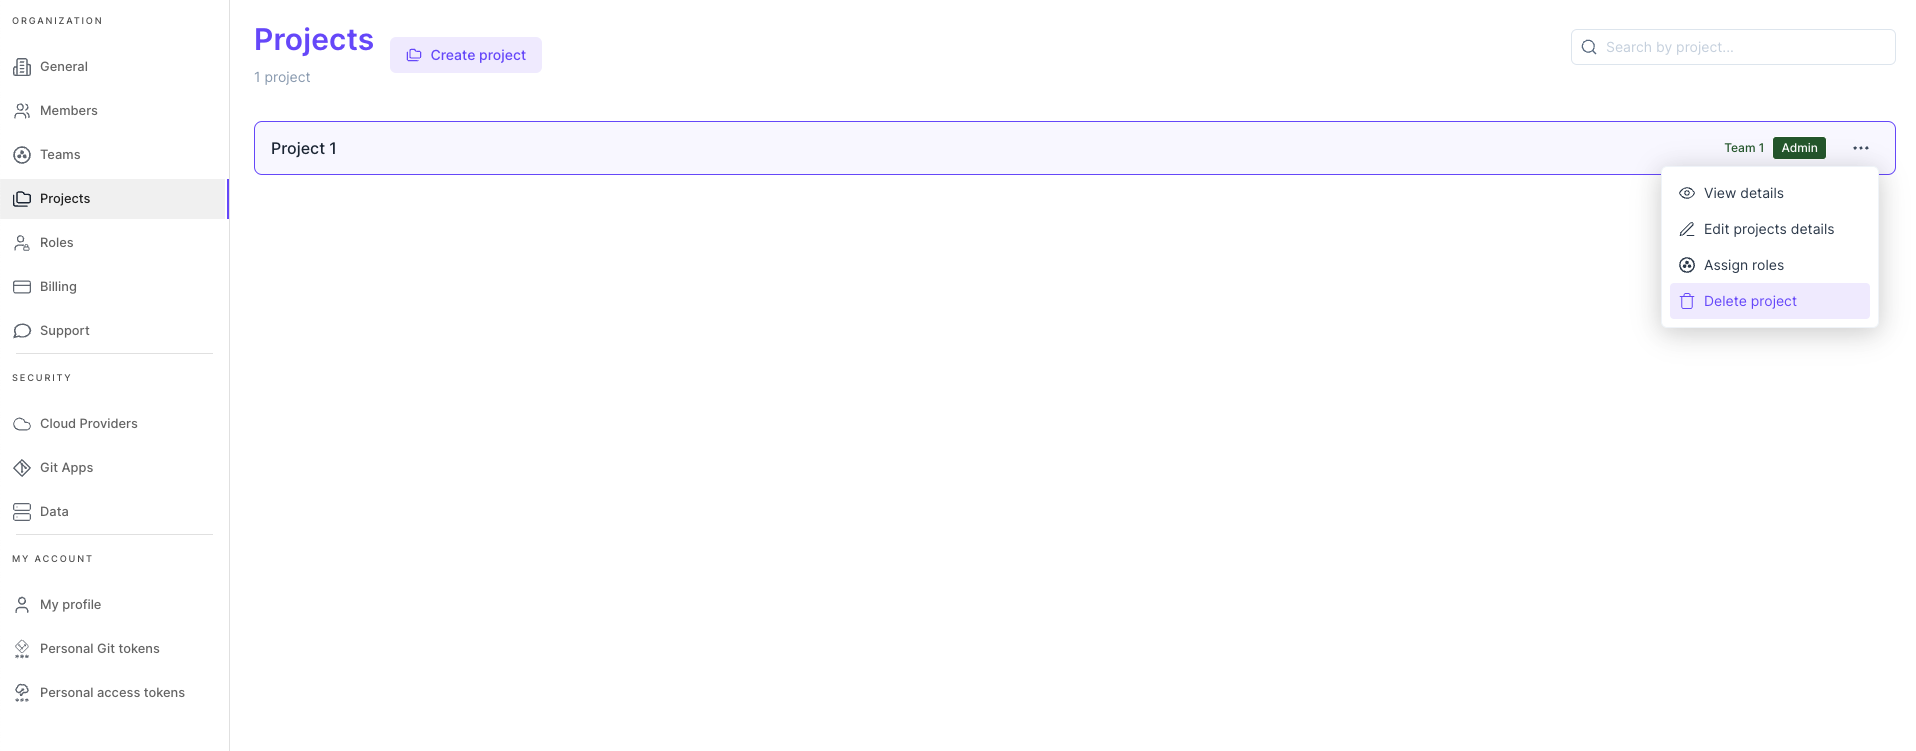 ORGANIZATION
General
Members
Teams
Projects
Roles
Billing
Support
SECURITY
Cloud Providers
Git Apps
Data
MY ACCOUNT
My profile
Personal Git tokens
Personal access tokens
Projects
1 project
Create project
Search by project...
Project 1
Team 1 Admin
View details
Edit projects details
Assign roles
Delete project